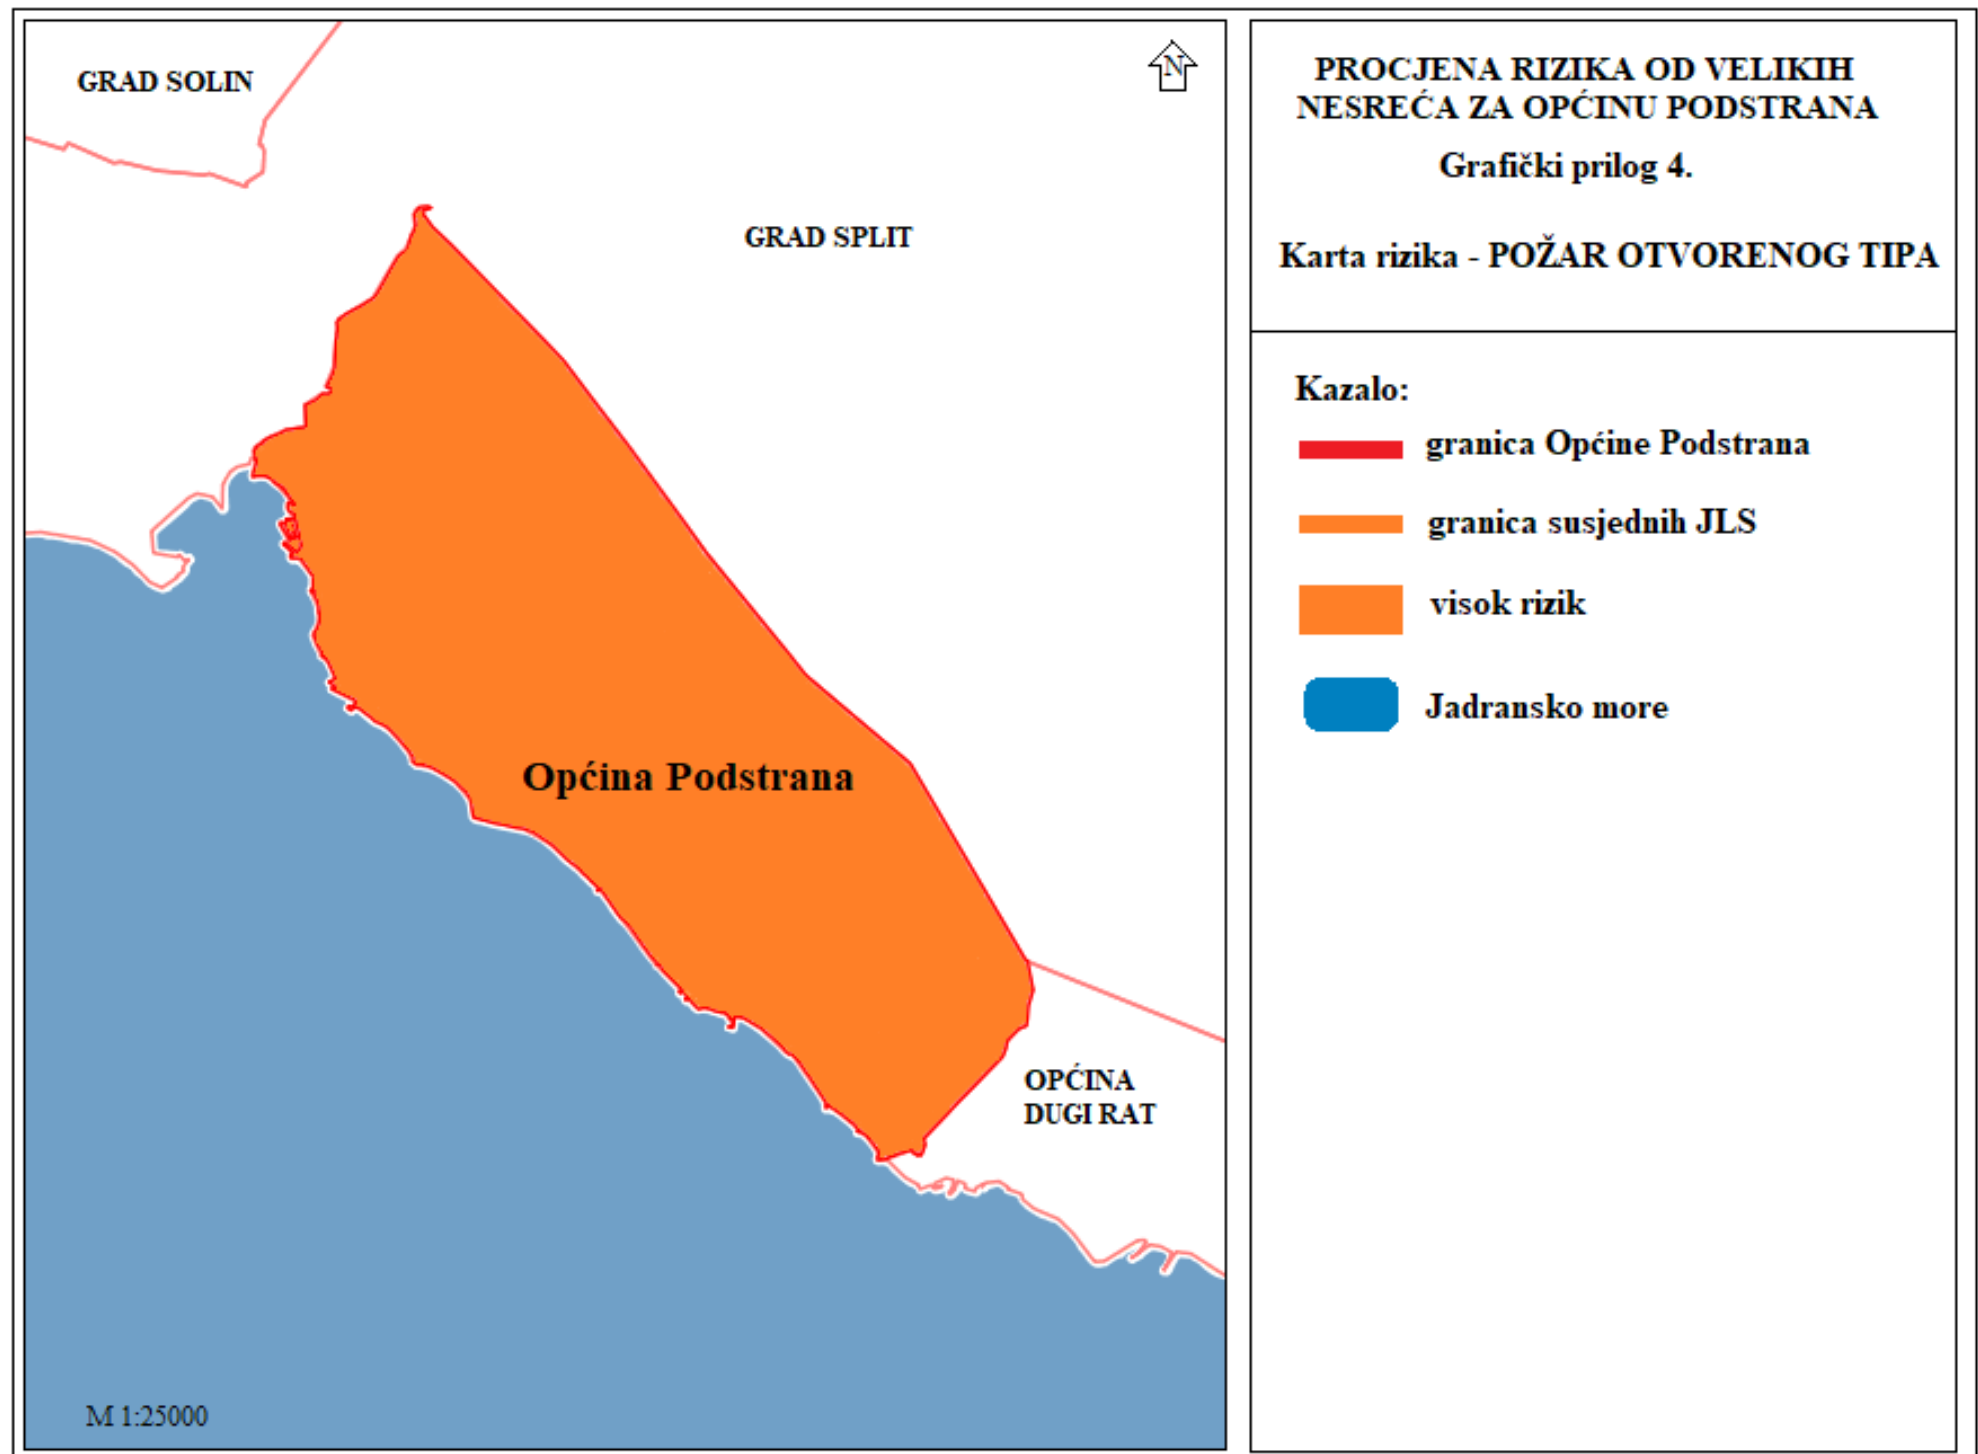 GRAD SOLIN
N
GRAD SPLIT
Općina Podstrana
OPĆINA
DUGI RAT
M 1:25000
PROCJENA RIZIKA OD VELIKIH
NESREĆA ZA OPĆINU PODSTRANA
Grafički prilog 4.
Karta rizika - POŽAR OTVORENOG TIPA
Kazalo:
granica Općine Podstrana
granica susjednih JLS
visok rizik
Jadransko more